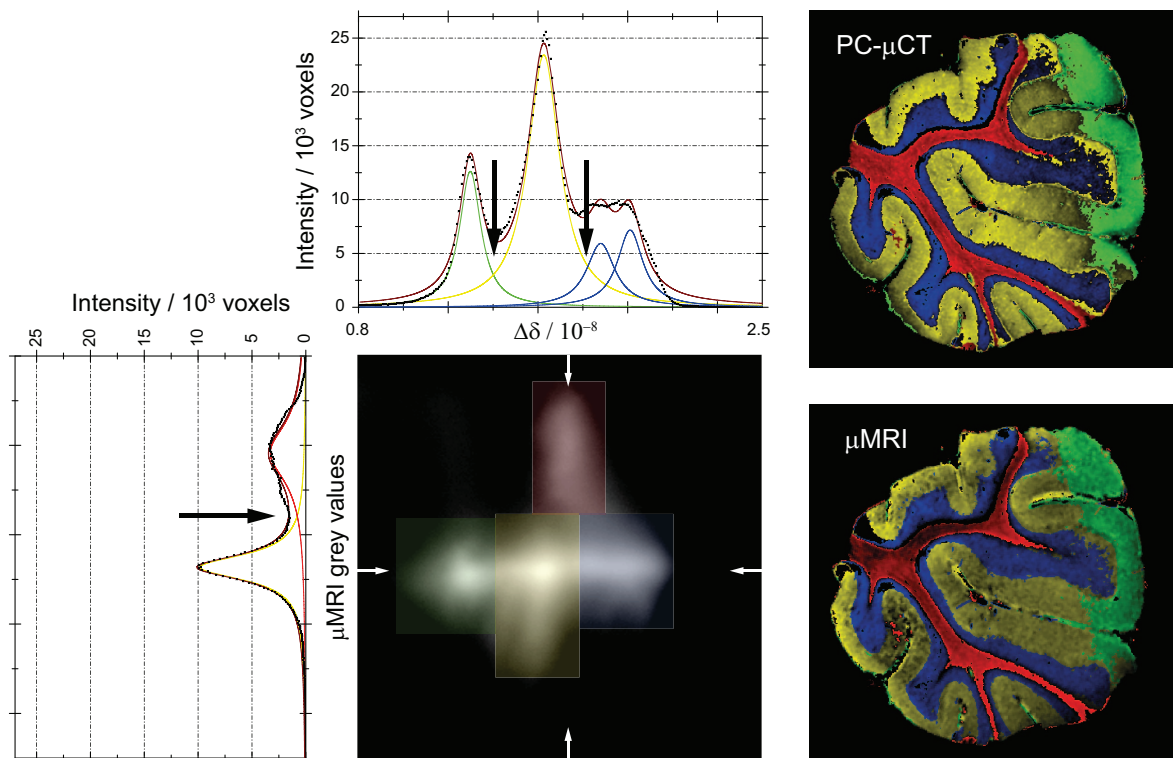 Intensity / 10³ voxels
25
20
15
10
5
0
0.8
Δδ / 10⁻⁸
2.5
PC-μCT
Intensity / 10³ voxels
25
20
15
10
5
0
μMRI grey values
μMRI